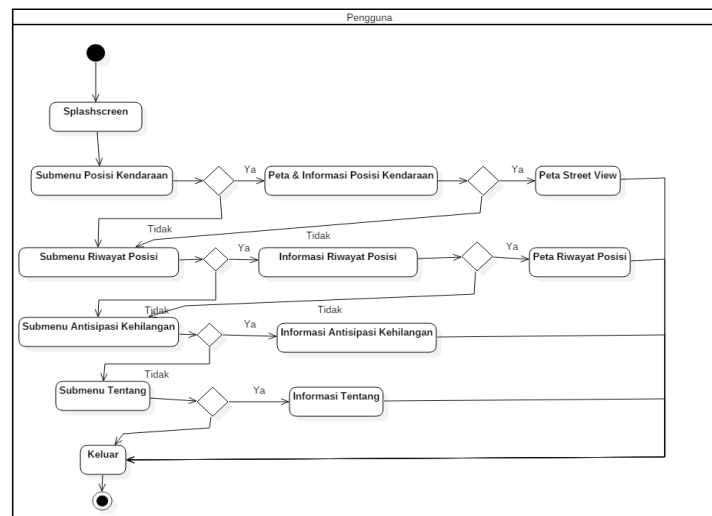 Pengguna
Splashscreen
Submenu Posisi Kendaraan
Ya
Peta & Informasi Posisi Kendaraan
Ya
Peta Street View
Tidak
Tidak
Submenu Riwayat Posisi
Ya
Informasi Riwayat Posisi
Ya
Peta Riwayat Posisi
Tidak
Tidak
Submenu Antisipasi Kehilangan
Ya
Informasi Antisipasi Kehilangan
Tidak
Submenu Tentang
Ya
Informasi Tentang
Keluar